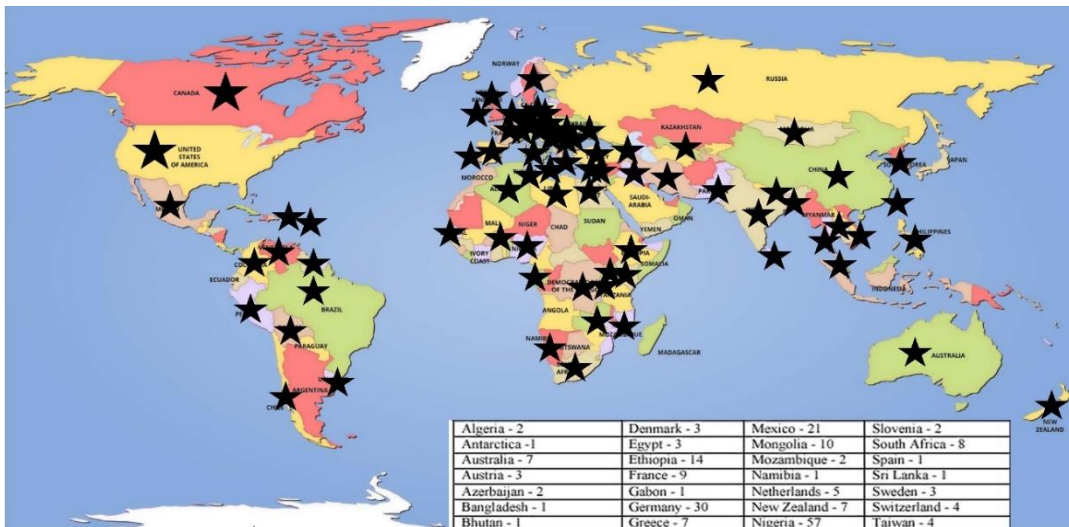 NORWAY
RUSSIA
CANADA
KAZAKHSTAN
UNITED
STATES
OF AMERICA
JAPAN
CHINA
MOROCCO
SAUDI-
ARABIA
OMAN
MYANMAR
MALI
NIGER
CHAD
SUDAN
YEMEN
PHILIPPINES
IVORY
COAST
SOMALIA
ECUADOR
INDONESIA
BRAZIL
ANGOLA
PARAGUAY
MADAGASCAR
BOTSWANA
AUSTRALIA
ARGENTINA
NEW
ZEALAND
Algeria - 2 Denmark - 3 Mexico - 21 Slovenia - 2
Antarctica -1 Egypt - 3 Mongolia - 10 South Africa - 8
Australia - 7 Ethiopia - 14 Mozambique - 2 Spain - 1
Austria - 3 France - 9 Namibia - 1 Sri Lanka - 1
Azerbaijan - 2 Gabon - 1 Netherlands - 5 Sweden - 3
Bangladesh - 1 Germany - 30 New Zealand - 7 Switzerland - 4
Bhutan - 1 Greece - 7 Nigeria - 57 Taiwan - 4